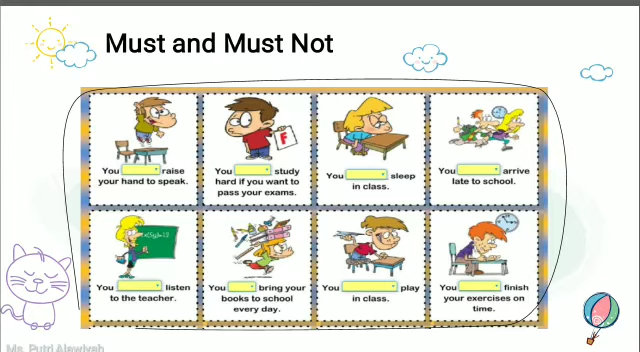 Must and Must Not
You raise
your hand to speak.
You study
hard if you want to
pass your exams.
F
You sleep
in class.
You arrive
late to school.
You listen
to the teacher.
You bring your
books to school
every day.
You play
in class.
You finish
your exercises on
time.
Ms. Putri Alawiyah